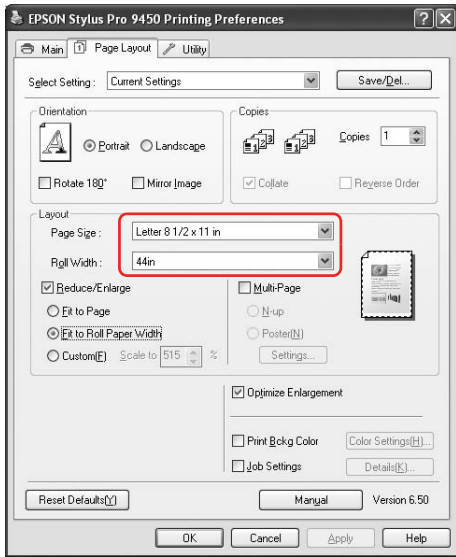 EPSON Stylus Pro 9450 Printing Preferences
Main Page Layout Utility
Select Setting : Current Settings Save/Del...
Orientation Copies
A Portrait Landscape Copies 1
Rotate 180° Mirror Image Collate Reverse Order
Layout
Page Size : Letter 8 1/2 x 11 in
Roll Width : 44in
Reduce/Enlarge Multi-Page
Fit to Page N-up
Fit to Roll Paper Width Poster(N)
Custom(E) Scale to 515 % Settings...
Optimize Enlargement
Print Bckg Color Color Settings(H)...
Job Settings Details(K)...
Reset Defaults(Y) Manual Version 6.50
OK Cancel Apply Help